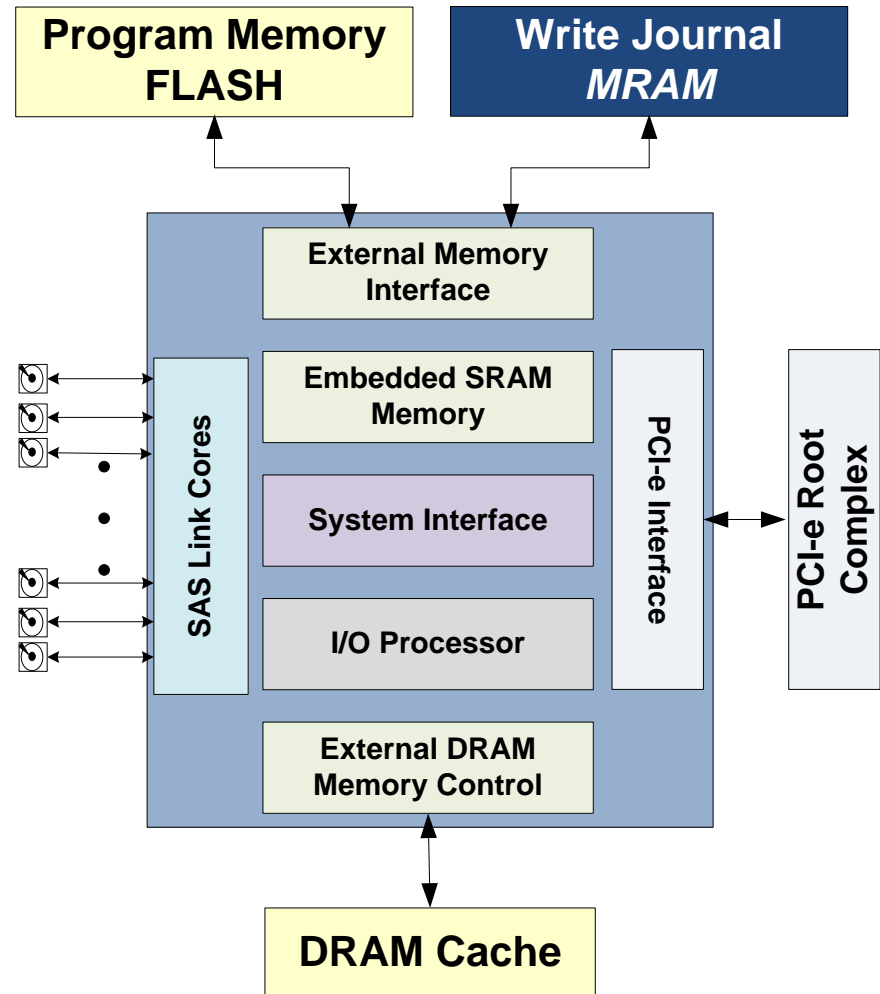 Program Memory
FLASH
Write Journal
MRAM
External Memory
Interface
Embedded SRAM
Memory
System Interface
I/O Processor
External DRAM
Memory Control
SAS Link Cores
PCI-e Interface
PCI-e Root
Complex
DRAM Cache